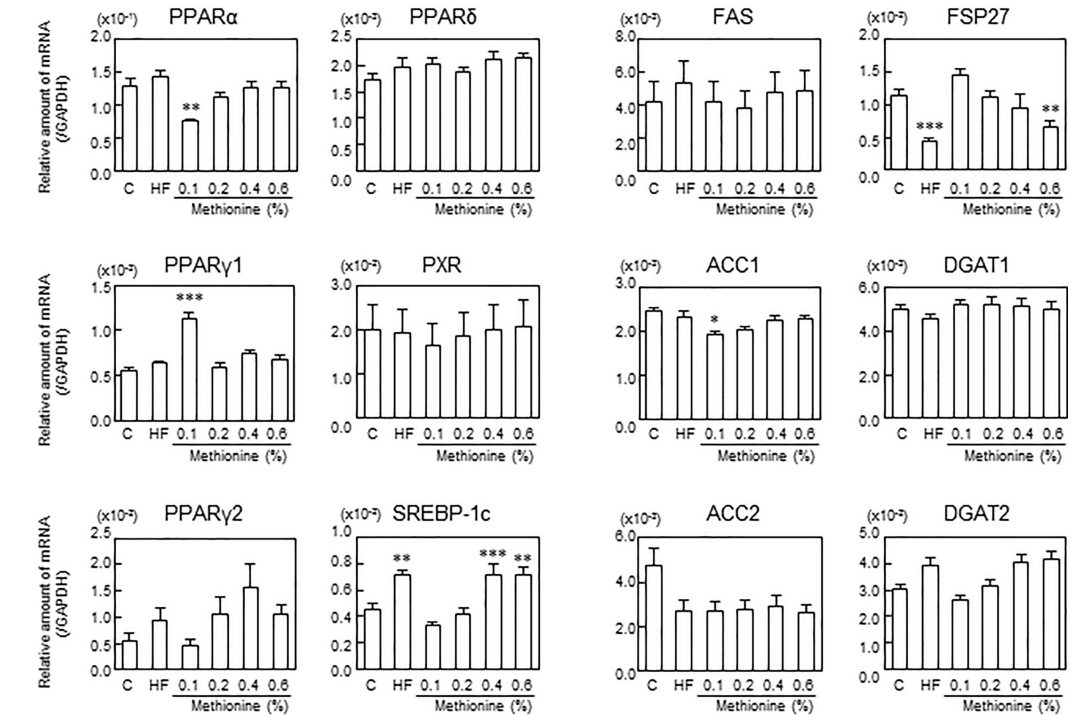 PPARα
(x10⁻¹)
Relative amount of mRNA
(/GAPDH)
2.0
1.5
1.0
0.5
0.0
**
C HF 0.1 0.2 0.4 0.6
Methionine (%)
PPARδ
(x10⁻²)
2.5
2.0
1.5
1.0
0.5
0.0
C HF 0.1 0.2 0.4 0.6
Methionine (%)
FAS
(x10⁻²)
8.0
6.0
4.0
2.0
0.0
C HF 0.1 0.2 0.4 0.6
Methionine (%)
FSP27
(x10⁻²)
2.0
1.5
1.0
0.5
0.0
*** **
C HF 0.1 0.2 0.4 0.6
Methionine (%)
PPARγ1
(x10⁻²)
Relative amount of mRNA
(/GAPDH)
1.5
1.0
0.5
0.0
***
C HF 0.1 0.2 0.4 0.6
Methionine (%)
PXR
(x10⁻²)
3.0
2.0
1.0
0.0
C HF 0.1 0.2 0.4 0.6
Methionine (%)
ACC1
(x10⁻²)
3.0
2.0
1.0
0.0
*
C HF 0.1 0.2 0.4 0.6
Methionine (%)
DGAT1
(x10⁻²)
6.0
4.0
2.0
0.0
C HF 0.1 0.2 0.4 0.6
Methionine (%)
PPARγ2
(x10⁻²)
Relative amount of mRNA
(/GAPDH)
2.5
2.0
1.5
1.0
0.5
0.0
C HF 0.1 0.2 0.4 0.6
Methionine (%)
SREBP-1c
(x10⁻²)
1.0
0.8
0.6
0.4
0.2
0.0
** *** **
C HF 0.1 0.2 0.4 0.6
Methionine (%)
ACC2
(x10⁻²)
6.0
4.0
2.0
0.0
C HF 0.1 0.2 0.4 0.6
Methionine (%)
DGAT2
(x10⁻²)
5.0
4.0
3.0
2.0
1.0
0.0
C HF 0.1 0.2 0.4 0.6
Methionine (%)